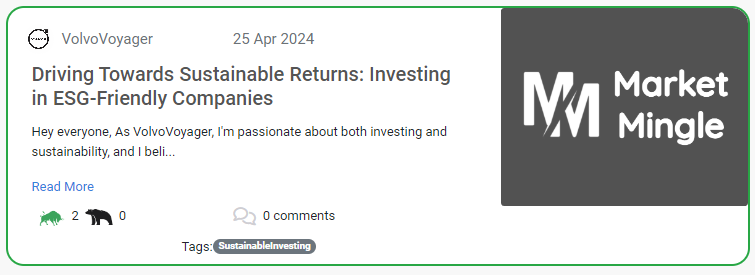 VolvoVoyager
25 Apr 2024
Driving Towards Sustainable Returns: Investing
in ESG-Friendly Companies
Hey everyone, As VolvoVoyager, I'm passionate about both investing and
sustainability, and I beli...
Read More
2 0 0 comments
Tags: SustainableInvesting
MM Market
Mingle